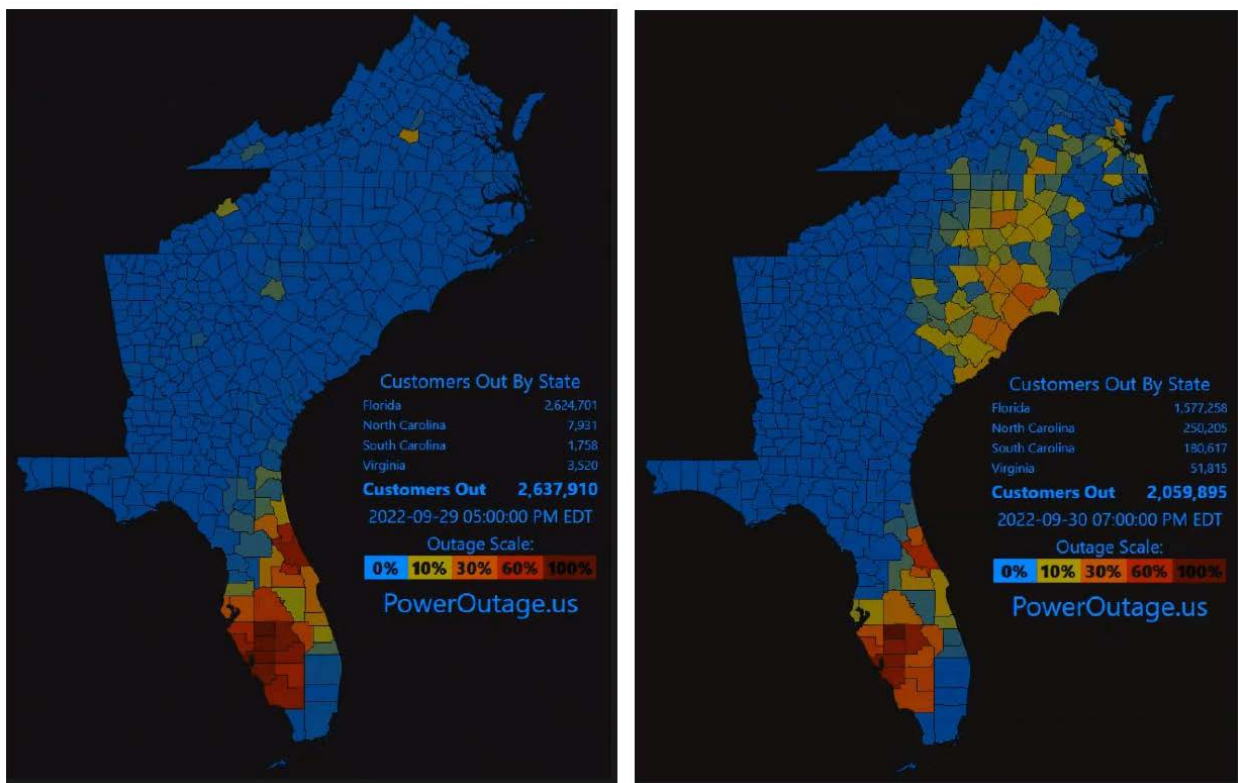 Customers Out By State
Florida 2,624,701
North Carolina 7,931
South Carolina 1,758
Virginia 3,520
Customers Out 2,637,910
2022-09-29 05:00:00 PM EDT
Outage Scale:
0% 10% 30% 60% 100%
PowerOutage.us
Customers Out By State
Florida 1,577,258
North Carolina 250,205
South Carolina 180,617
Virginia 51,815
Customers Out 2,059,895
2022-09-30 07:00:00 PM EDT
Outage Scale:
0% 10% 30% 60% 100%
PowerOutage.us